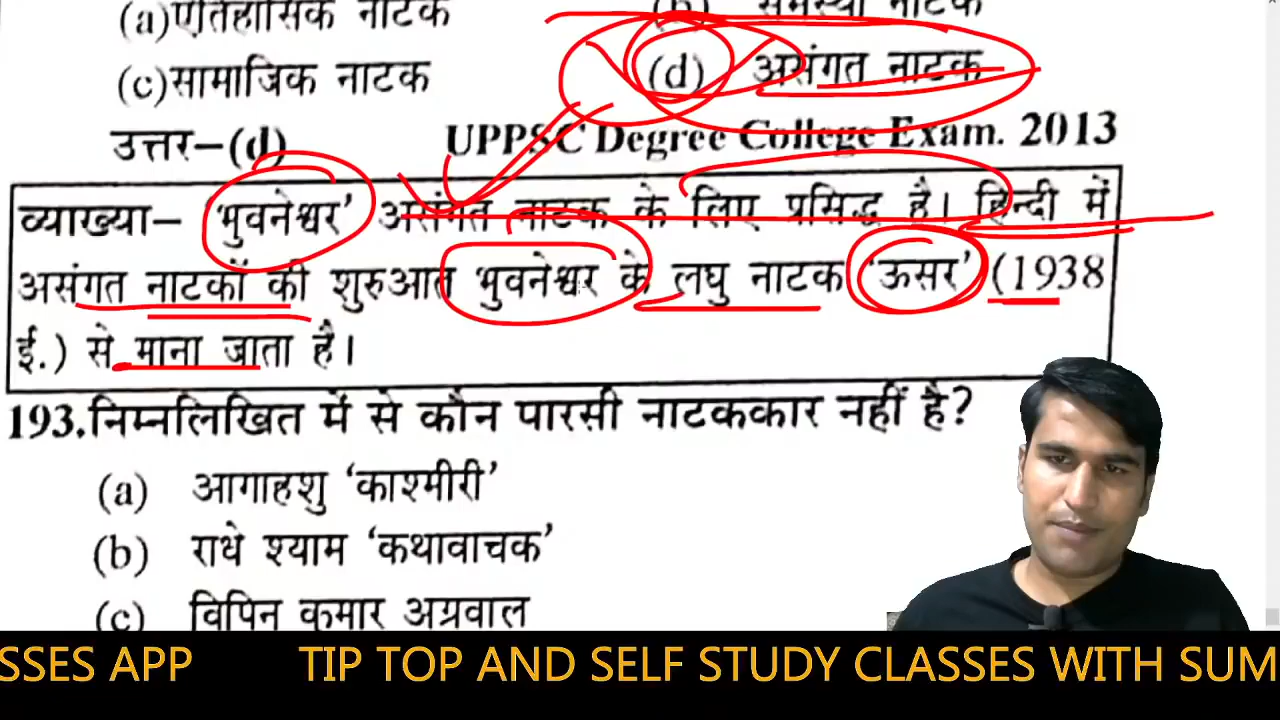 (a)ऐतिहासिक नाटक (b) समस्या नाटक
(c)सामाजिक नाटक (d) असंगत नाटक
उत्तर–(d) UPPSC Degree College Exam. 2013
व्याख्या– 'भुवनेश्वर' असंगत नाटक के लिए प्रसिद्ध है। हिन्दी में
असंगत नाटकों की शुरुआत भुवनेश्वर के लघु नाटक 'ऊसर' (1938
ई.) से माना जाता है।
193.निम्नलिखित में से कौन पारसी नाटककार नहीं है?
(a) आगाहशु 'काश्मीरी'
(b) राधे श्याम 'कथावाचक'
(c) विपिन कुमार अग्रवाल
SSES APP TIP TOP AND SELF STUDY CLASSES WITH SUM